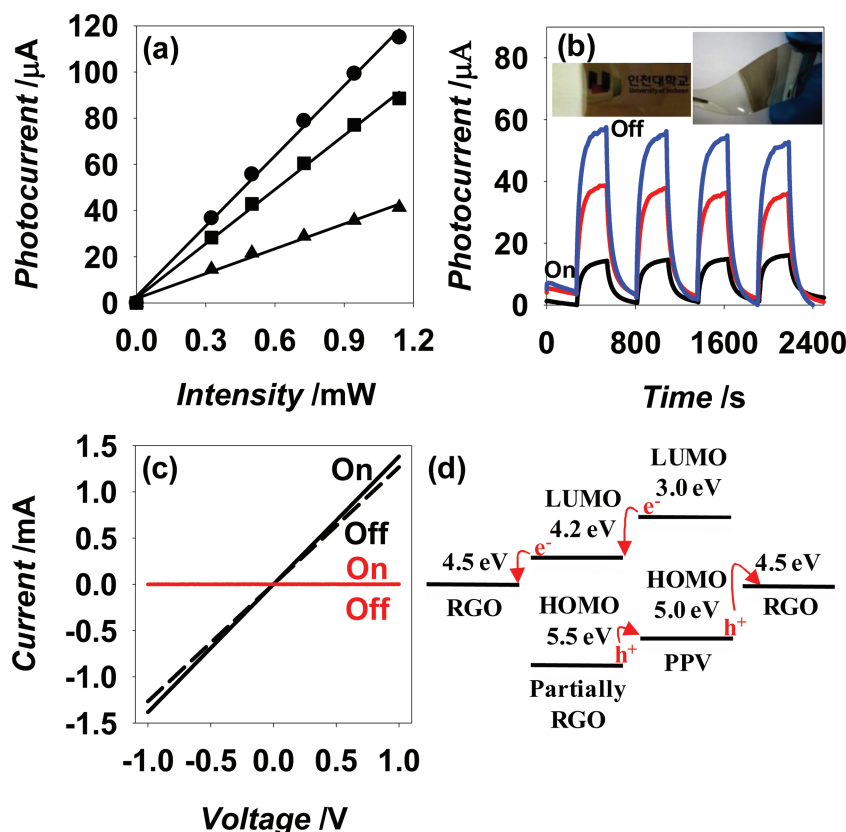 (a)
Photocurrent /μA
120
100
80
60
40
20
0
0.0 0.3 0.6 0.9 1.2
Intensity /mW
(b)
Photocurrent /μA
80
60
40
20
0
인천대학교
University of Incheon
Off
On
0 800 1600 2400
Time /s
(c)
Current /mA
1.5
1.0
0.5
0.0
-0.5
-1.0
-1.5
On
Off
On
Off
-1.0 0.0 1.0
Voltage /V
(d)
LUMO
3.0 eV
LUMO
4.2 eV
e-
e-
4.5 eV
RGO
HOMO
5.5 eV
h+
Partially
RGO
HOMO
5.0 eV
h+
PPV
4.5 eV
RGO